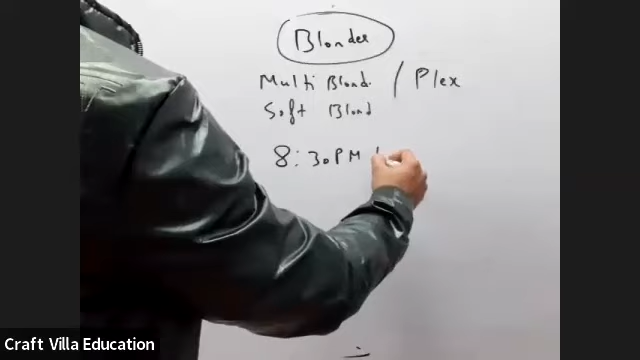 Blonder
Multi Blond / Plex
Soft Blond
8:30PM
Craft Villa Education